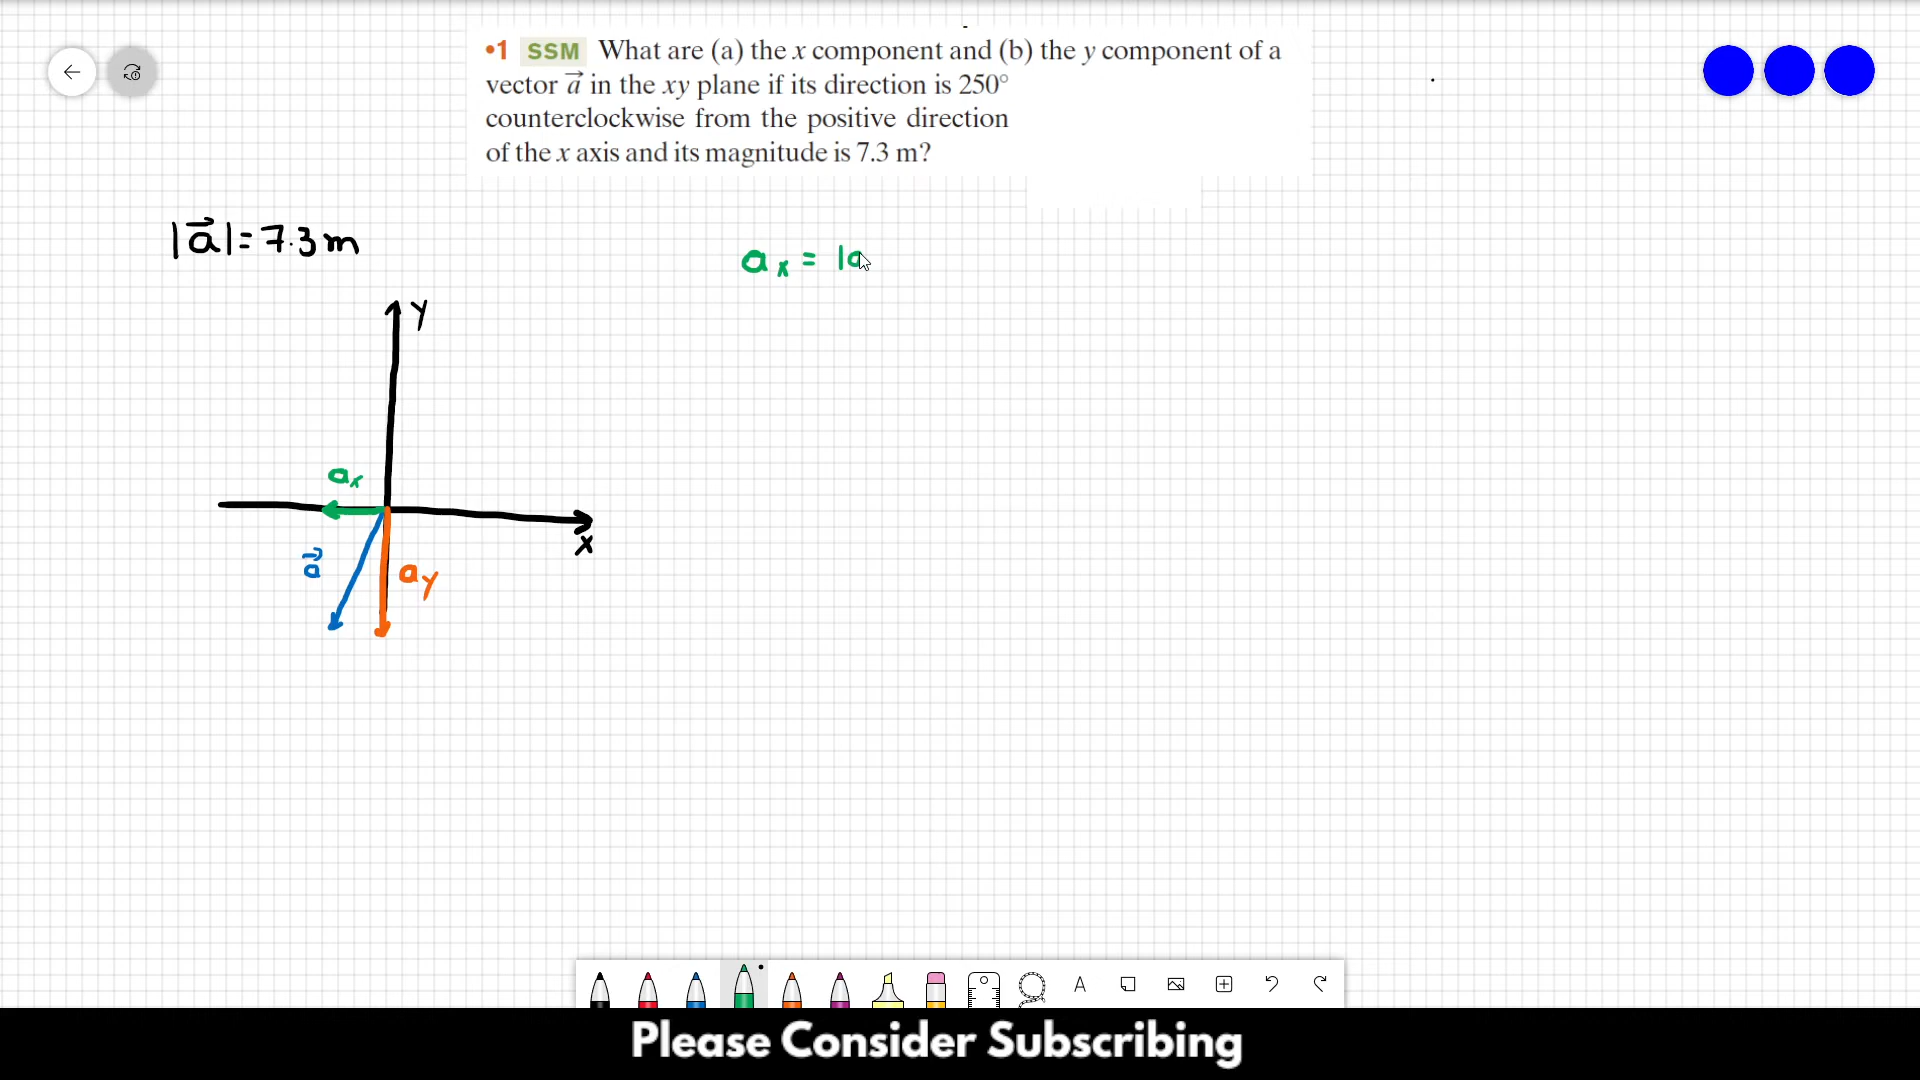 •1 SSM What are (a) the x component and (b) the y component of a
vector a⃗ in the xy plane if its direction is 250°
counterclockwise from the positive direction
of the x axis and its magnitude is 7.3 m?
|a⃗| = 7.3 m
aₓ = |a
y
aₓ
x
a⃗
a_y
A
Please Consider Subscribing